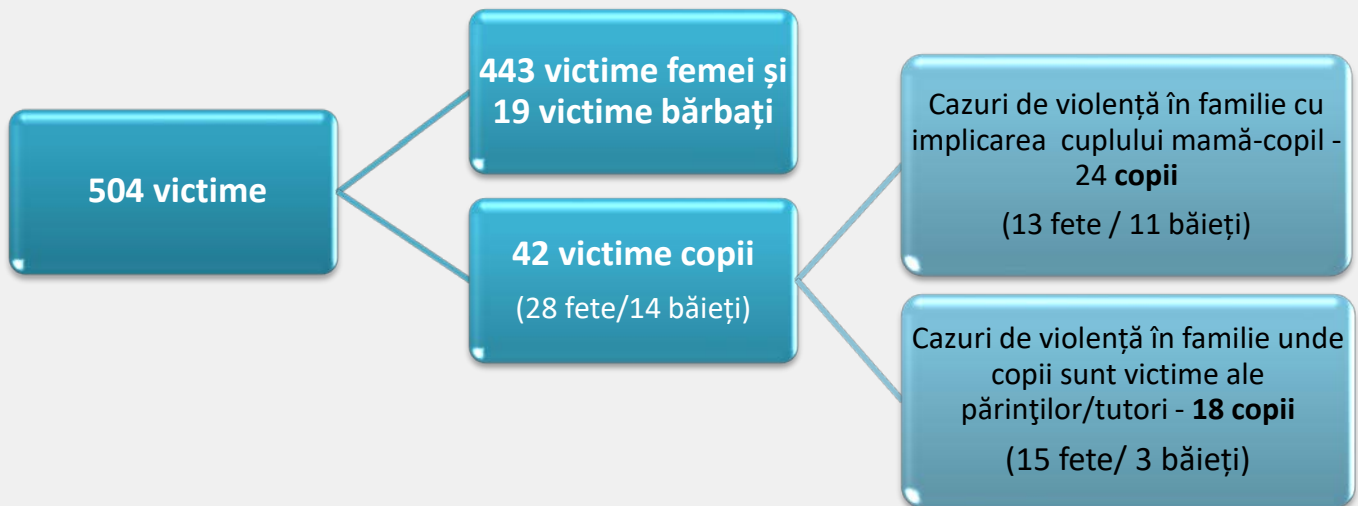 504 victime
443 victime femei și
19 victime bărbați
42 victime copii
(28 fete/14 băieți)
Cazuri de violență în familie cu
implicarea cuplului mamă-copil -
24 copii
(13 fete / 11 băieți)
Cazuri de violență în familie unde
copii sunt victime ale
părinţilor/tutori - 18 copii
(15 fete/ 3 băieți)